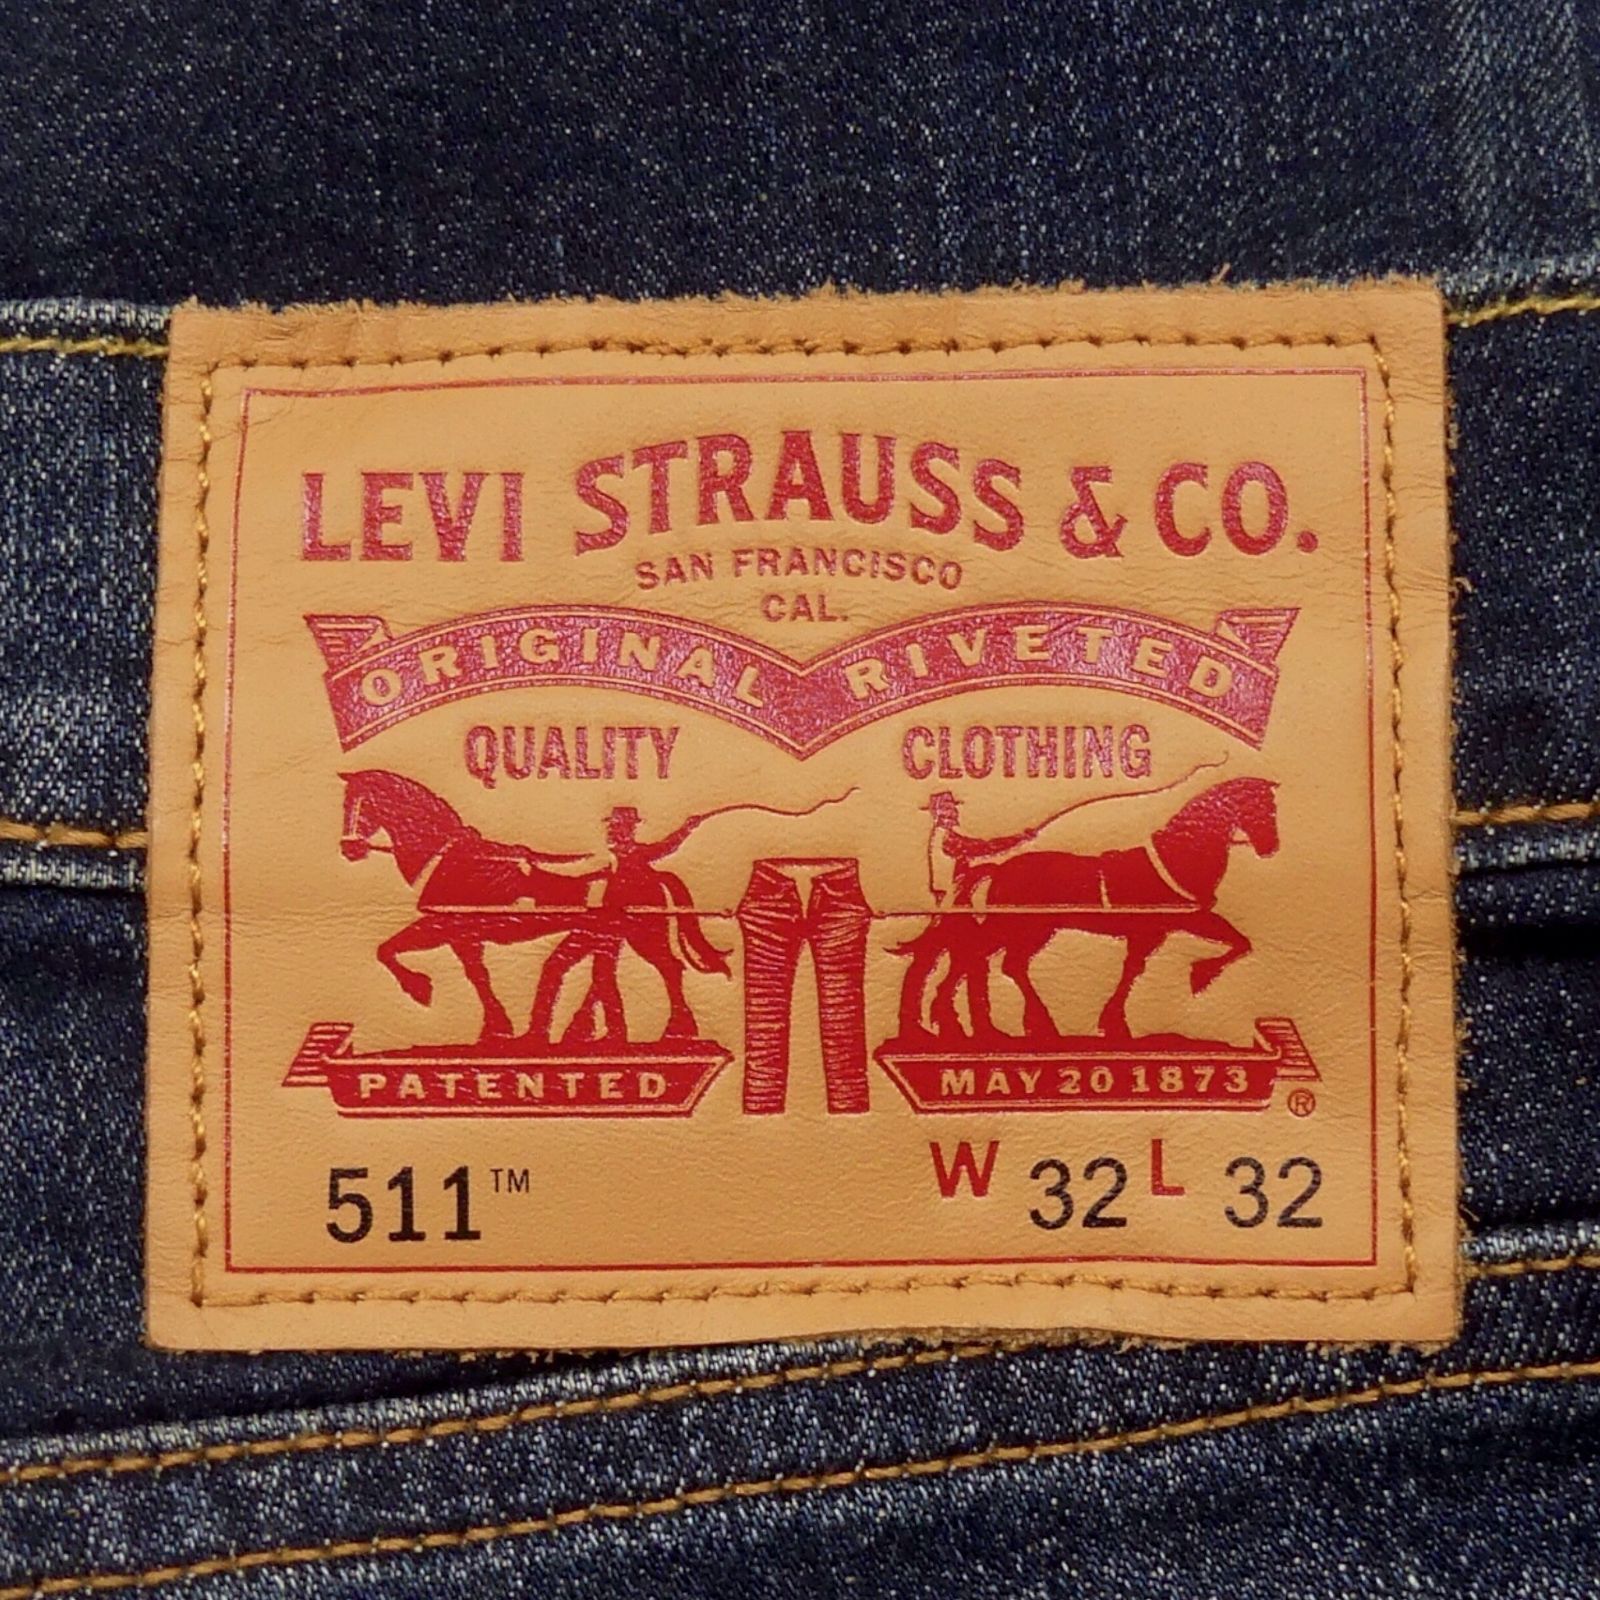 LEVI STRAUSS & CO.
SAN FRANCISCO
CAL.
ORIGINAL RIVETED
QUALITY CLOTHING
PATENTED MAY 20 1873 ®
511™ W 32 L 32